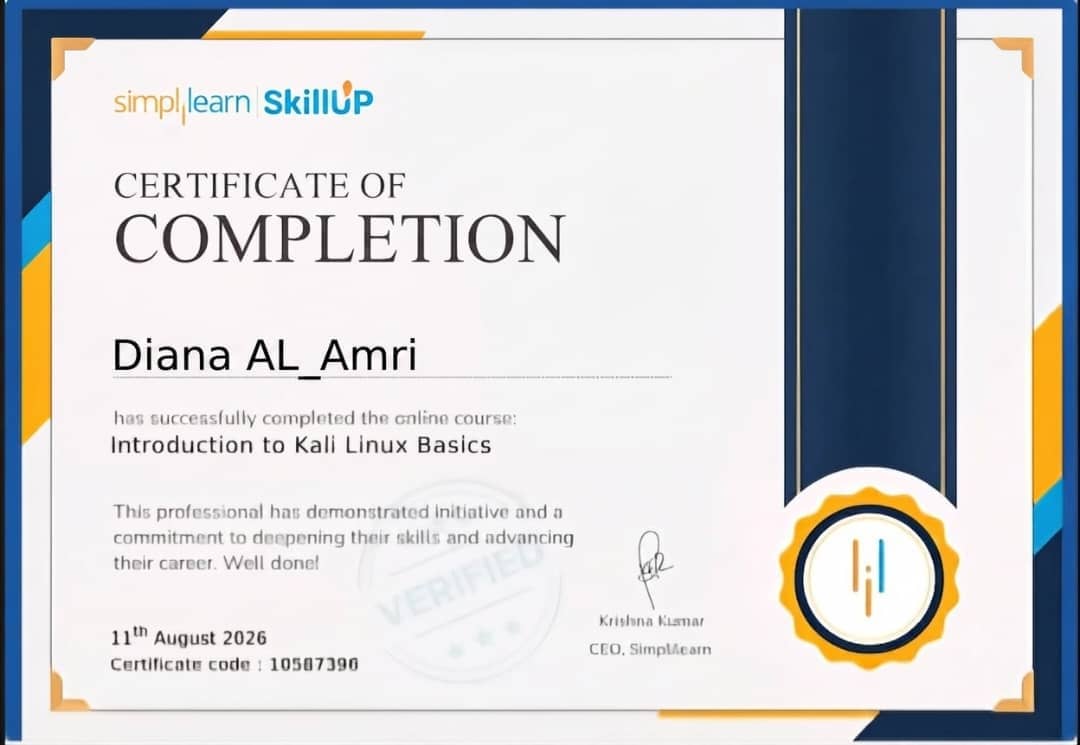 simplilearn | SkillUP
CERTIFICATE OF
COMPLETION
Diana AL_Amri
has successfully completed the online course:
Introduction to Kali Linux Basics
This professional has demonstrated initiative and a
commitment to deepening their skills and advancing
their career. Well done!
VERIFIED
Krishna Kumar
CEO, Simplilearn
11th August 2026
Certificate code :